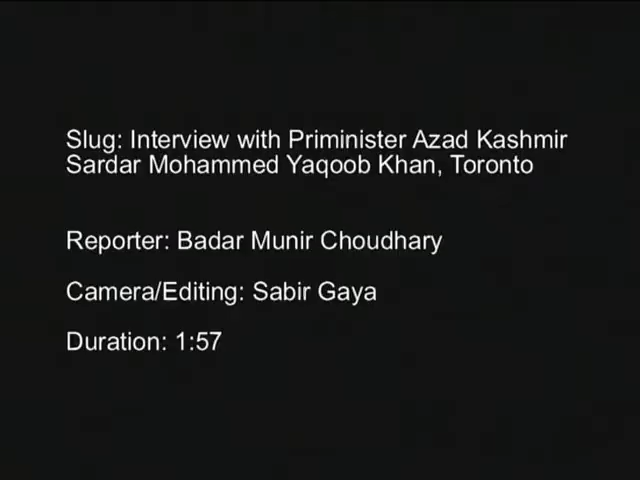 Slug: Interview with Priminister Azad Kashmir
Sardar Mohammed Yaqoob Khan, Toronto
Reporter: Badar Munir Choudhary
Camera/Editing: Sabir Gaya
Duration: 1:57